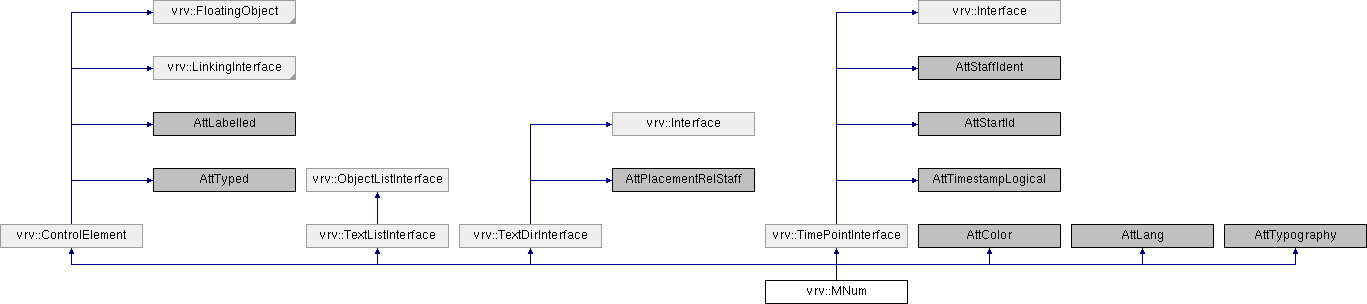 vrv::FloatingObject
vrv::Interface
vrv::LinkingInterface
AttStaffIdent
AttLabelled
vrv::Interface
AttStartId
AttTyped
vrv::ObjectListInterface
AttPlacementRelStaff
AttTimestampLogical
vrv::ControlElement
vrv::TextListInterface
vrv::TextDirInterface
vrv::TimePointInterface
AttColor
AttLang
AttTypography
vrv::MNum